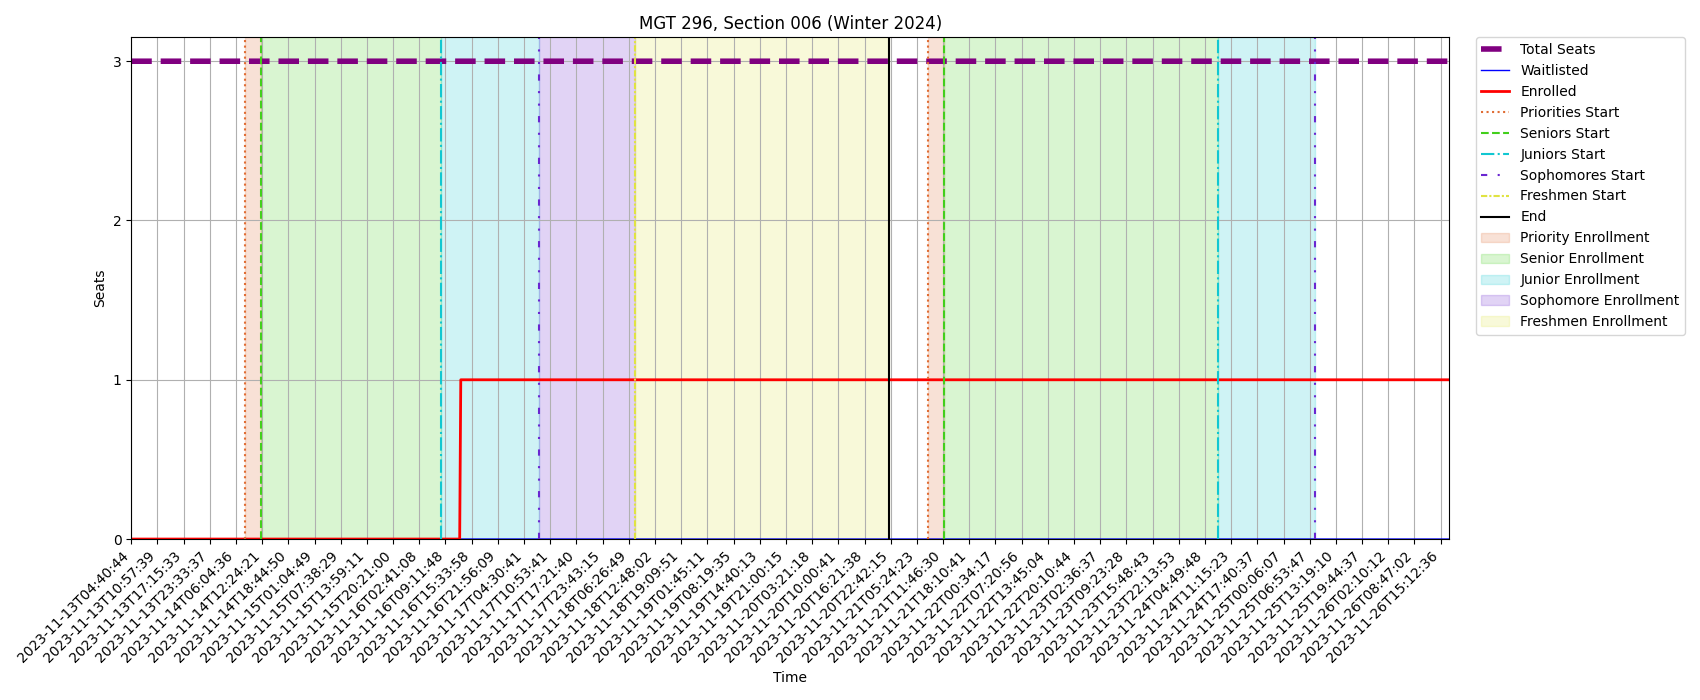 MGT 296, Section 006 (Winter 2024)
Seats
3
2
1
0
2023-11-13T04:40:44
2023-11-13T10:57:39
2023-11-13T17:15:33
2023-11-13T23:33:37
2023-11-14T06:04:36
2023-11-14T12:24:21
2023-11-14T18:44:50
2023-11-15T01:04:49
2023-11-15T07:38:29
2023-11-15T13:59:11
2023-11-15T20:21:00
2023-11-16T02:41:08
2023-11-16T09:11:48
2023-11-16T15:33:58
2023-11-16T21:56:09
2023-11-17T04:30:41
2023-11-17T10:53:41
2023-11-17T17:21:40
2023-11-17T23:43:15
2023-11-18T06:26:49
2023-11-18T12:48:02
2023-11-18T19:09:51
2023-11-19T01:45:11
2023-11-19T08:19:35
2023-11-19T14:40:13
2023-11-19T21:00:15
2023-11-20T03:21:18
2023-11-20T10:00:41
2023-11-20T16:21:38
2023-11-20T22:42:15
2023-11-21T05:24:23
2023-11-21T11:46:30
2023-11-21T18:10:41
2023-11-22T00:34:17
2023-11-22T07:20:56
2023-11-22T13:45:04
2023-11-22T20:10:44
2023-11-23T02:36:37
2023-11-23T09:23:28
2023-11-23T15:48:43
2023-11-23T22:13:53
2023-11-24T04:49:48
2023-11-24T11:15:23
2023-11-24T17:40:37
2023-11-25T00:06:07
2023-11-25T06:53:47
2023-11-25T13:19:10
2023-11-25T19:44:37
2023-11-26T02:10:12
2023-11-26T08:47:02
2023-11-26T15:12:36
Time
Total Seats
Waitlisted
Enrolled
Priorities Start
Seniors Start
Juniors Start
Sophomores Start
Freshmen Start
End
Priority Enrollment
Senior Enrollment
Junior Enrollment
Sophomore Enrollment
Freshmen Enrollment